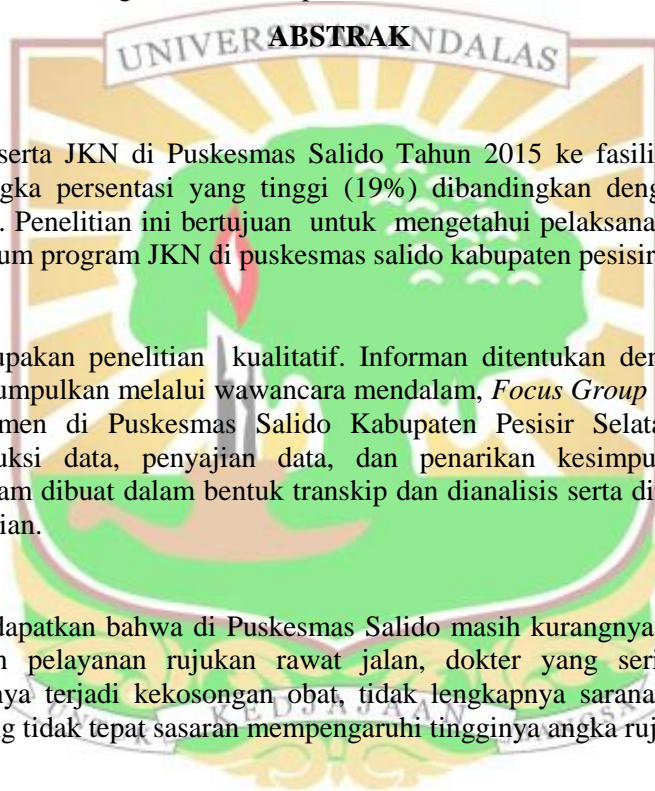 UNIVERSITAS ANDALAS
ABSTRAK
serta JKN di Puskesmas Salido Tahun 2015 ke fasili
gka persentasi yang tinggi (19%) dibandingkan deng
. Penelitian ini bertujuan untuk mengetahui pelaksana
um program JKN di puskesmas salido kabupaten pesisir
upakan penelitian kualitatif. Informan ditentukan den
umpulkan melalui wawancara mendalam, Focus Group
men di Puskesmas Salido Kabupaten Pesisir Selata
uksi data, penyajian data, dan penarikan kesimpu
am dibuat dalam bentuk transkip dan dianalisis serta di
ian.
dapatkan bahwa di Puskesmas Salido masih kurangnya
n pelayanan rujukan rawat jalan, dokter yang seri
nya terjadi kekosongan obat, tidak lengkapnya sarana
g tidak tepat sasaran mempengaruhi tingginya angka ruj
UNTUK KEDJAJAAN BANGSA